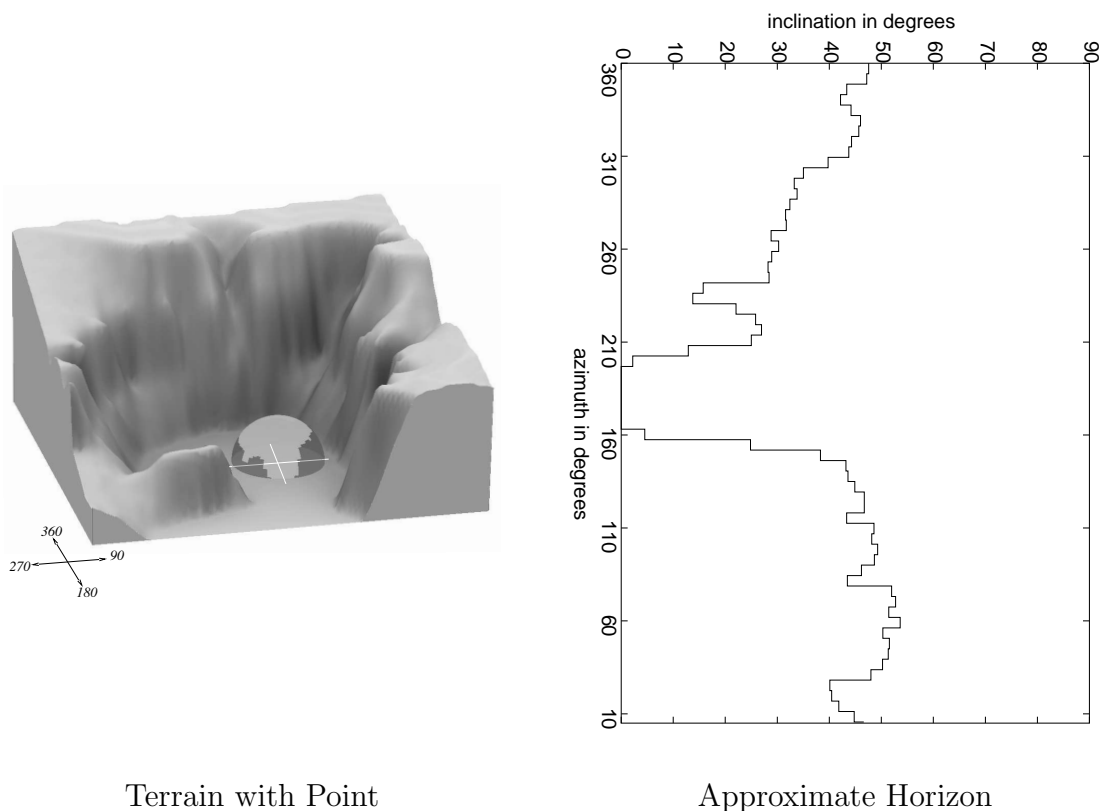 inclination in degrees
0 10 20 30 40 50 60 70 80 90
360
310
260
210
160
110
60
10
azimuth in degrees
360
90
270
180
Terrain with Point
Approximate Horizon